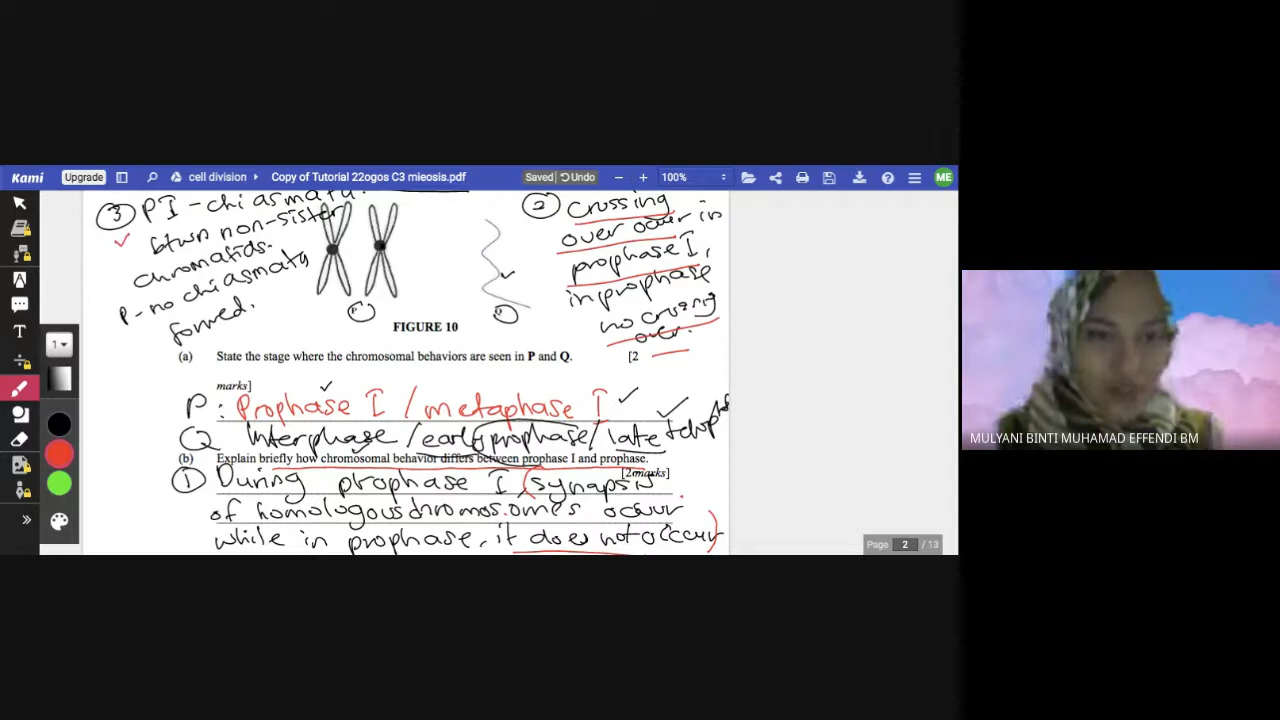 Kami
Upgrade
cell division
Copy of Tutorial 22ogos C3 mieosis.pdf
Saved Undo
100%
ME
③ PI - chiasmata
btwn non-sister
chromatids.
P - no chiasmata
formed.
② crossing
over occur in
prophase I,
in prophase
no crossing
over.
P
Q
FIGURE 10
(a) State the stage where the chromosomal behaviors are seen in P and Q. [2
marks]
P : Prophase I / metaphase I
Q Interphase / early prophase / late
(b) Explain briefly how chromosomal behavior differs between prophase I and prophase.
[2marks]
① During prophase I (synapsis
of homologous chromosomes occur
while in prophase, it does not occur)
1
T
A
Page 2 / 13
MULYANI BINTI MUHAMAD EFFENDI BM